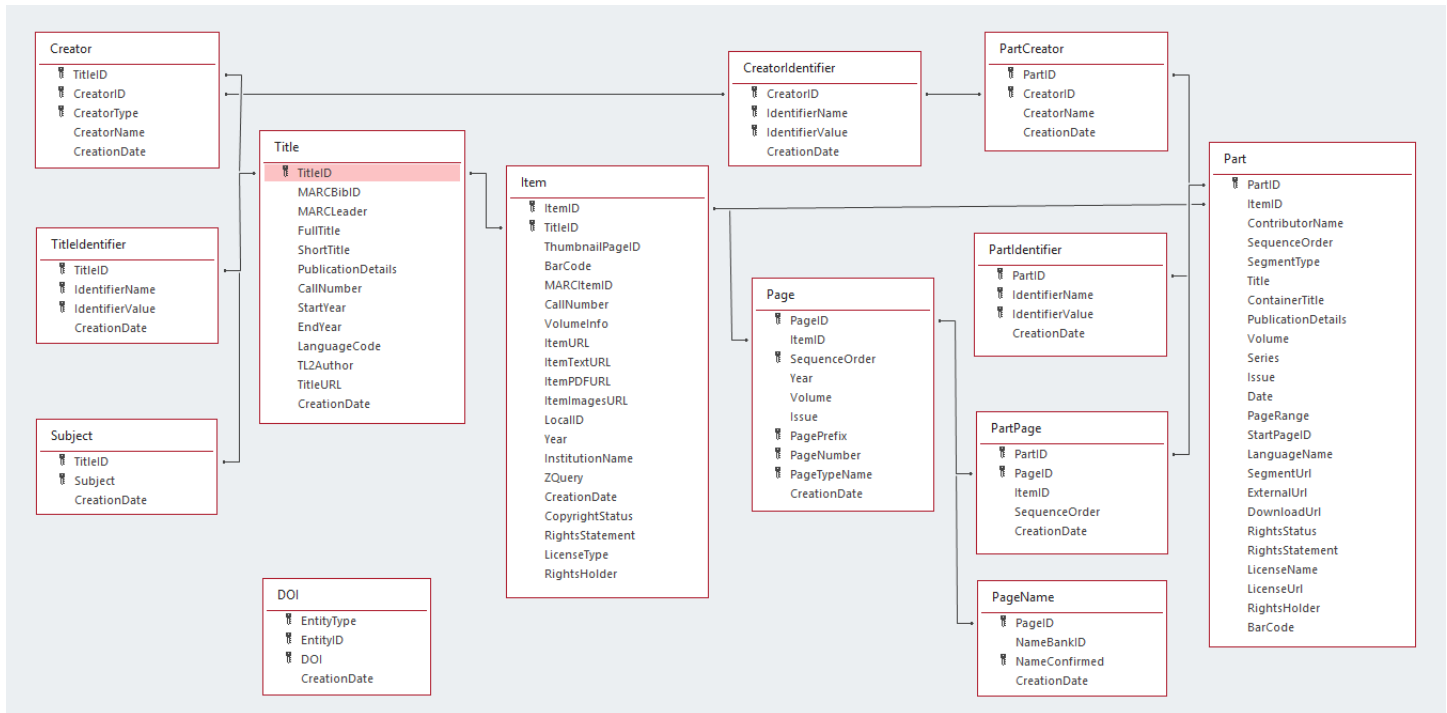 Creator
TitleID
CreatorID
CreatorType
CreatorName
CreationDate
TitleIdentifier
TitleID
IdentifierName
IdentifierValue
CreationDate
Subject
TitleID
Subject
CreationDate
Title
TitleID
MARCBibID
MARCLeader
FullTitle
ShortTitle
PublicationDetails
CallNumber
StartYear
EndYear
LanguageCode
TL2Author
TitleURL
CreationDate
DOI
EntityType
EntityID
DOI
CreationDate
Item
ItemID
TitleID
ThumbnailPageID
BarCode
MARCItemID
CallNumber
VolumeInfo
ItemURL
ItemTextURL
ItemPDFURL
ItemImagesURL
LocalID
Year
InstitutionName
ZQuery
CreationDate
CopyrightStatus
RightsStatement
LicenseType
RightsHolder
CreatorIdentifier
CreatorID
IdentifierName
IdentifierValue
CreationDate
Page
PageID
ItemID
SequenceOrder
Year
Volume
Issue
PagePrefix
PageNumber
PageTypeName
CreationDate
PartCreator
PartID
CreatorID
CreatorName
CreationDate
PartIdentifier
PartID
IdentifierName
IdentifierValue
CreationDate
PartPage
PartID
PageID
ItemID
SequenceOrder
CreationDate
PageName
PageID
NameBankID
NameConfirmed
CreationDate
Part
PartID
ItemID
ContributorName
SequenceOrder
SegmentType
Title
ContainerTitle
PublicationDetails
Volume
Series
Issue
Date
PageRange
StartPageID
LanguageName
SegmentUrl
ExternalUrl
DownloadUrl
RightsStatus
RightsStatement
LicenseName
LicenseUrl
RightsHolder
BarCode